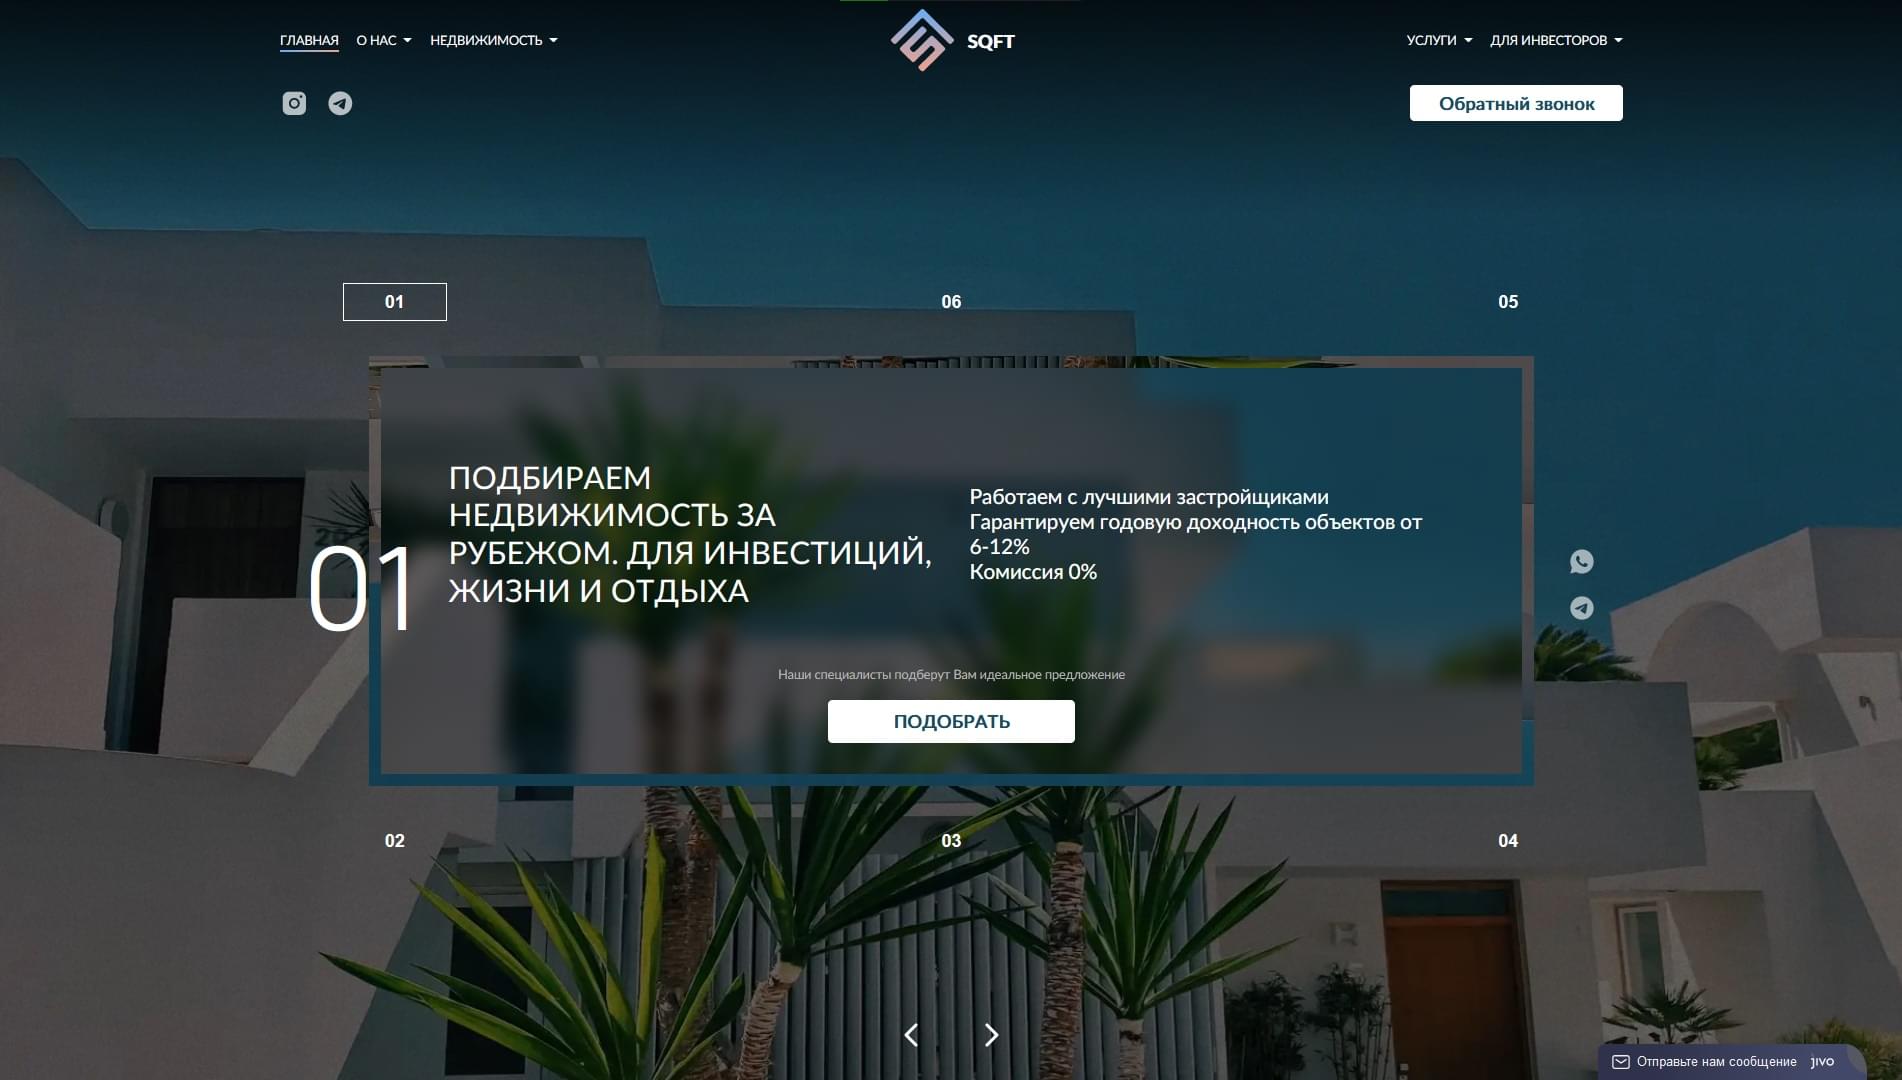 ГЛАВНАЯ
О НАС
НЕДВИЖИМОСТЬ
SQFT
УСЛУГИ
ДЛЯ ИНВЕСТОРОВ
Обратный звонок
01
06
05
01
ПОДБИРАЕМ
НЕДВИЖИМОСТЬ ЗА
РУБЕЖОМ. ДЛЯ ИНВЕСТИЦИЙ,
ЖИЗНИ И ОТДЫХА
Работаем с лучшими застройщиками
Гарантируем годовую доходность объектов от
6-12%
Комиссия 0%
Наши специалисты подберут Вам идеальное предложение
ПОДОБРАТЬ
02
03
04
Отправьте нам сообщение
jivo